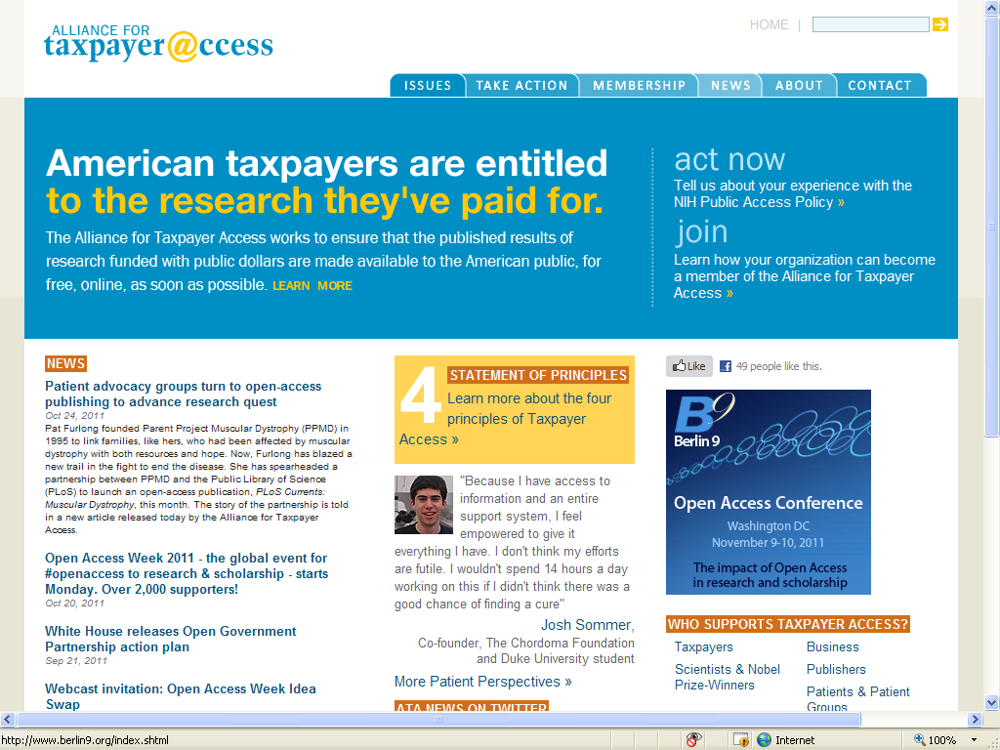 ALLIANCE FOR
taxpayer@ccess
HOME |
ISSUES TAKE ACTION MEMBERSHIP NEWS ABOUT CONTACT
American taxpayers are entitled
to the research they've paid for.
The Alliance for Taxpayer Access works to ensure that the published results of
research funded with public dollars are made available to the American public, for
free, online, as soon as possible. LEARN MORE
act now
Tell us about your experience with the
NIH Public Access Policy »
join
Learn how your organization can become
a member of the Alliance for Taxpayer
Access »
NEWS
Patient advocacy groups turn to open-access
publishing to advance research quest
Oct 24, 2011
Pat Furlong founded Parent Project Muscular Dystrophy (PPMD) in
1995 to link families, like hers, who had been affected by muscular
dystrophy with both resources and hope. Now, Furlong has blazed a
new trail in the fight to end the disease. She has spearheaded a
partnership between PPMD and the Public Library of Science
(PLoS) to launch an open-access publication, PLoS Currents:
Muscular Dystrophy, this month. The story of the partnership is told
in a new article released today by the Alliance for Taxpayer
Access.
Open Access Week 2011 - the global event for
#openaccess to research & scholarship - starts
Monday. Over 2,000 supporters!
Oct 20, 2011
White House releases Open Government
Partnership action plan
Sep 21, 2011
Webcast invitation: Open Access Week Idea
Swap
4 STATEMENT OF PRINCIPLES
Learn more about the four
principles of Taxpayer
Access »
"Because I have access to
information and an entire
support system, I feel
empowered to give it
everything I have. I don't think my efforts
are futile. I wouldn't spend 14 hours a day
working on this if I didn't think there was a
good chance of finding a cure"
Josh Sommer,
Co-founder, The Chordoma Foundation
and Duke University student
More Patient Perspectives »
ATA NEWS ON TWITTER
Like 49 people like this.
B9
Berlin 9
Open Access Conference
Washington DC
November 9-10, 2011
The impact of Open Access
in research and scholarship
WHO SUPPORTS TAXPAYER ACCESS?
Taxpayers Business
Scientists & Nobel Publishers
Prize-Winners
Patients & Patient
Groups
http://www.berlin9.org/index.shtml Internet 100%